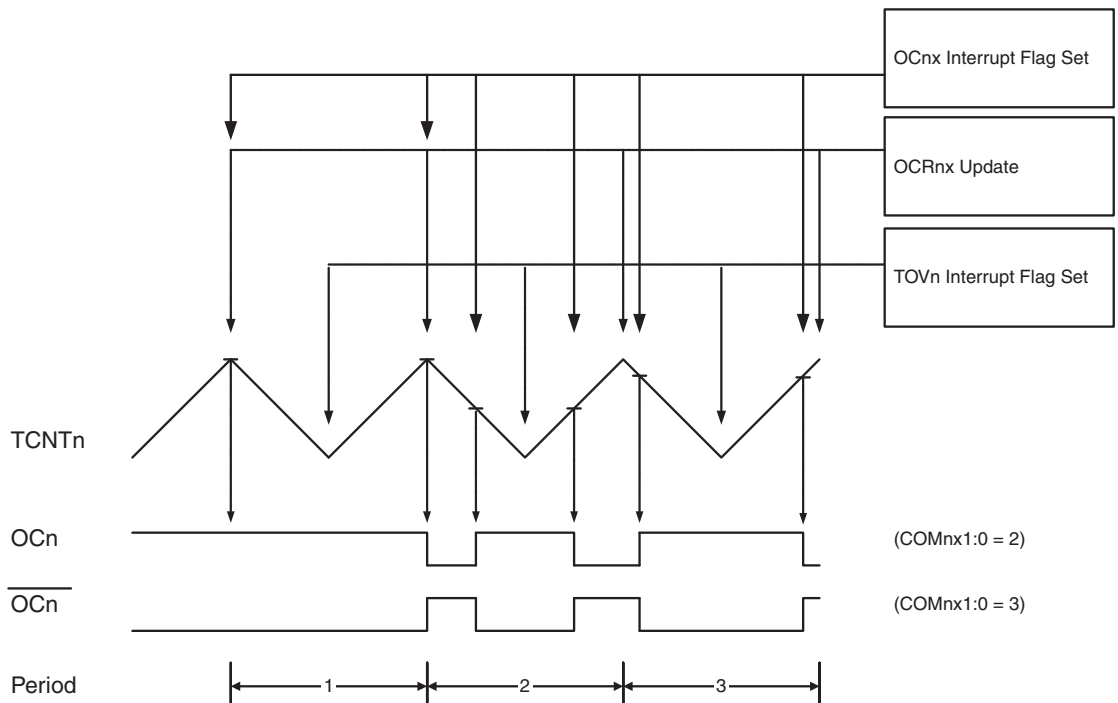 OCnx Interrupt Flag Set
OCRnx Update
TOVn Interrupt Flag Set
TCNTn
OCn (COMnx1:0 = 2)
OCn (COMnx1:0 = 3)
Period 1 2 3